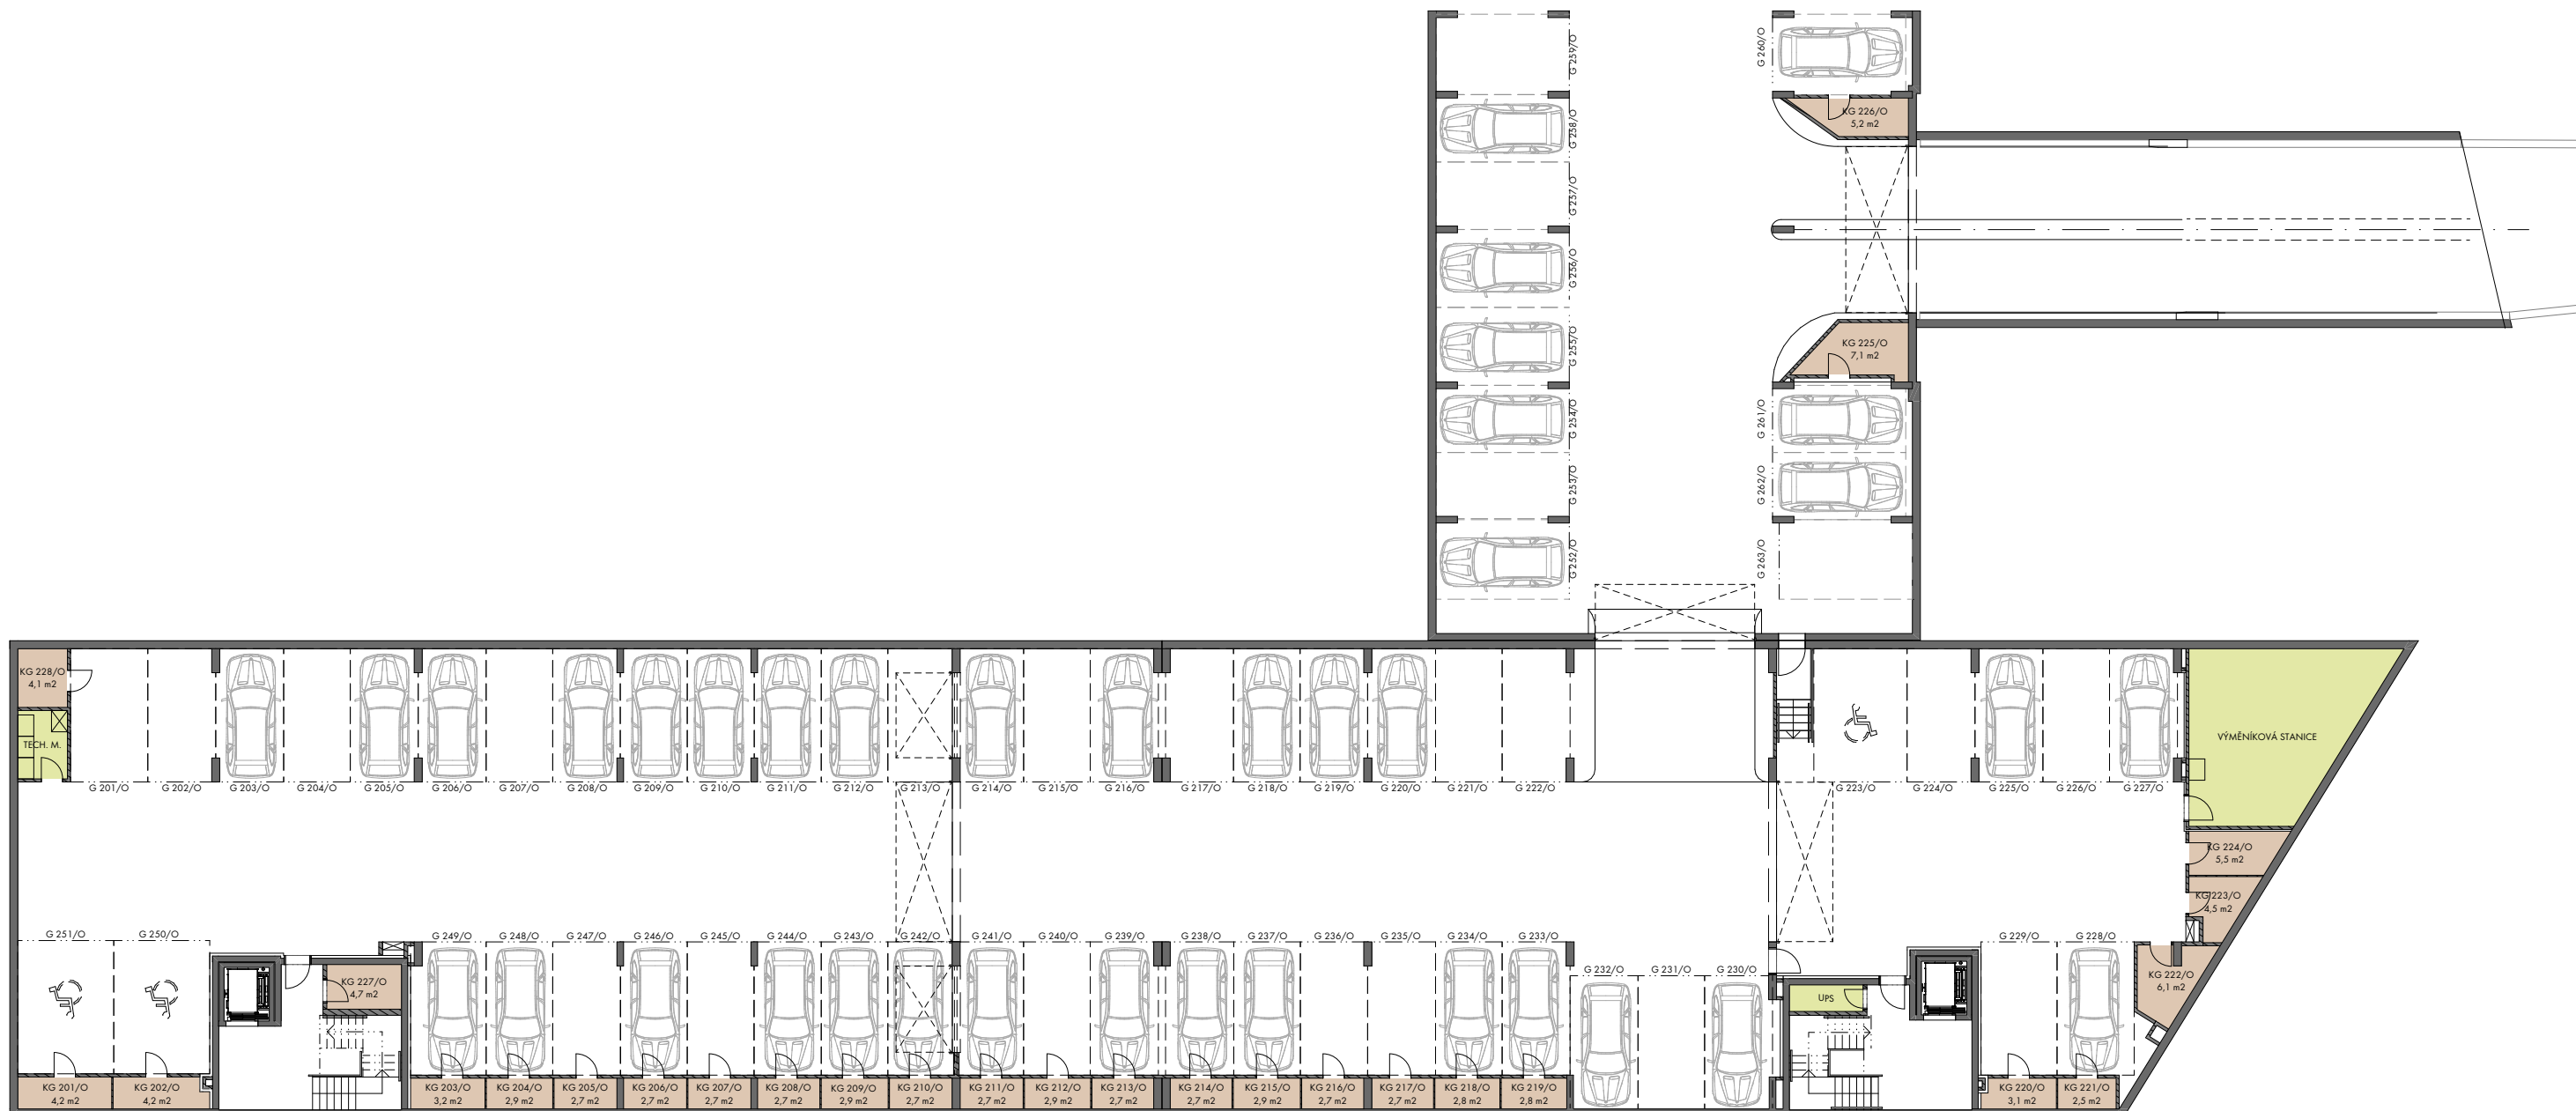 G 259/O
G 260/O
G 258/O
KG 226/O
5,2 m2
G 257/O
G 256/O
G 255/O
KG 225/O
7,1 m2
G 254/O
G 261/O
G 253/O
G 262/O
G 252/O
G 263/O
KG 228/O
4,1 m2
TECH. M.
VÝMĚNÍKOVÁ STANICE
G 201/O G 202/O G 203/O G 204/O G 205/O G 206/O G 207/O G 208/O G 209/O G 210/O G 211/O G 212/O G 213/O G 214/O G 215/O G 216/O G 217/O G 218/O G 219/O G 220/O G 221/O G 222/O G 223/O G 224/O G 225/O G 226/O G 227/O
KG 224/O
5,5 m2
KG 223/O
4,5 m2
G 251/O G 250/O G 249/O G 248/O G 247/O G 246/O G 245/O G 244/O G 243/O G 242/O G 241/O G 240/O G 239/O G 238/O G 237/O G 236/O G 235/O G 234/O G 233/O G 229/O G 228/O
G 232/O G 231/O G 230/O
KG 227/O
4,7 m2
UPS
KG 222/O
6,1 m2
KG 201/O KG 202/O KG 203/O KG 204/O KG 205/O KG 206/O KG 207/O KG 208/O KG 209/O KG 210/O KG 211/O KG 212/O KG 213/O KG 214/O KG 215/O KG 216/O KG 217/O KG 218/O KG 219/O KG 220/O KG 221/O
4,2 m2 4,2 m2 3,2 m2 2,9 m2 2,7 m2 2,7 m2 2,7 m2 2,7 m2 2,9 m2 2,7 m2 2,7 m2 2,9 m2 2,7 m2 2,7 m2 2,9 m2 2,7 m2 2,7 m2 2,8 m2 2,8 m2 3,1 m2 2,5 m2